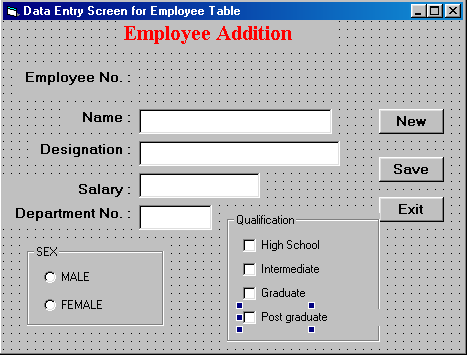 Data Entry Screen for Employee Table
Employee Addition
Employee No. :
Name :
New
Designation :
Save
Salary :
Department No. :
Exit
Qualification
High School
SEX
Intermediate
MALE
Graduate
FEMALE
Post graduate